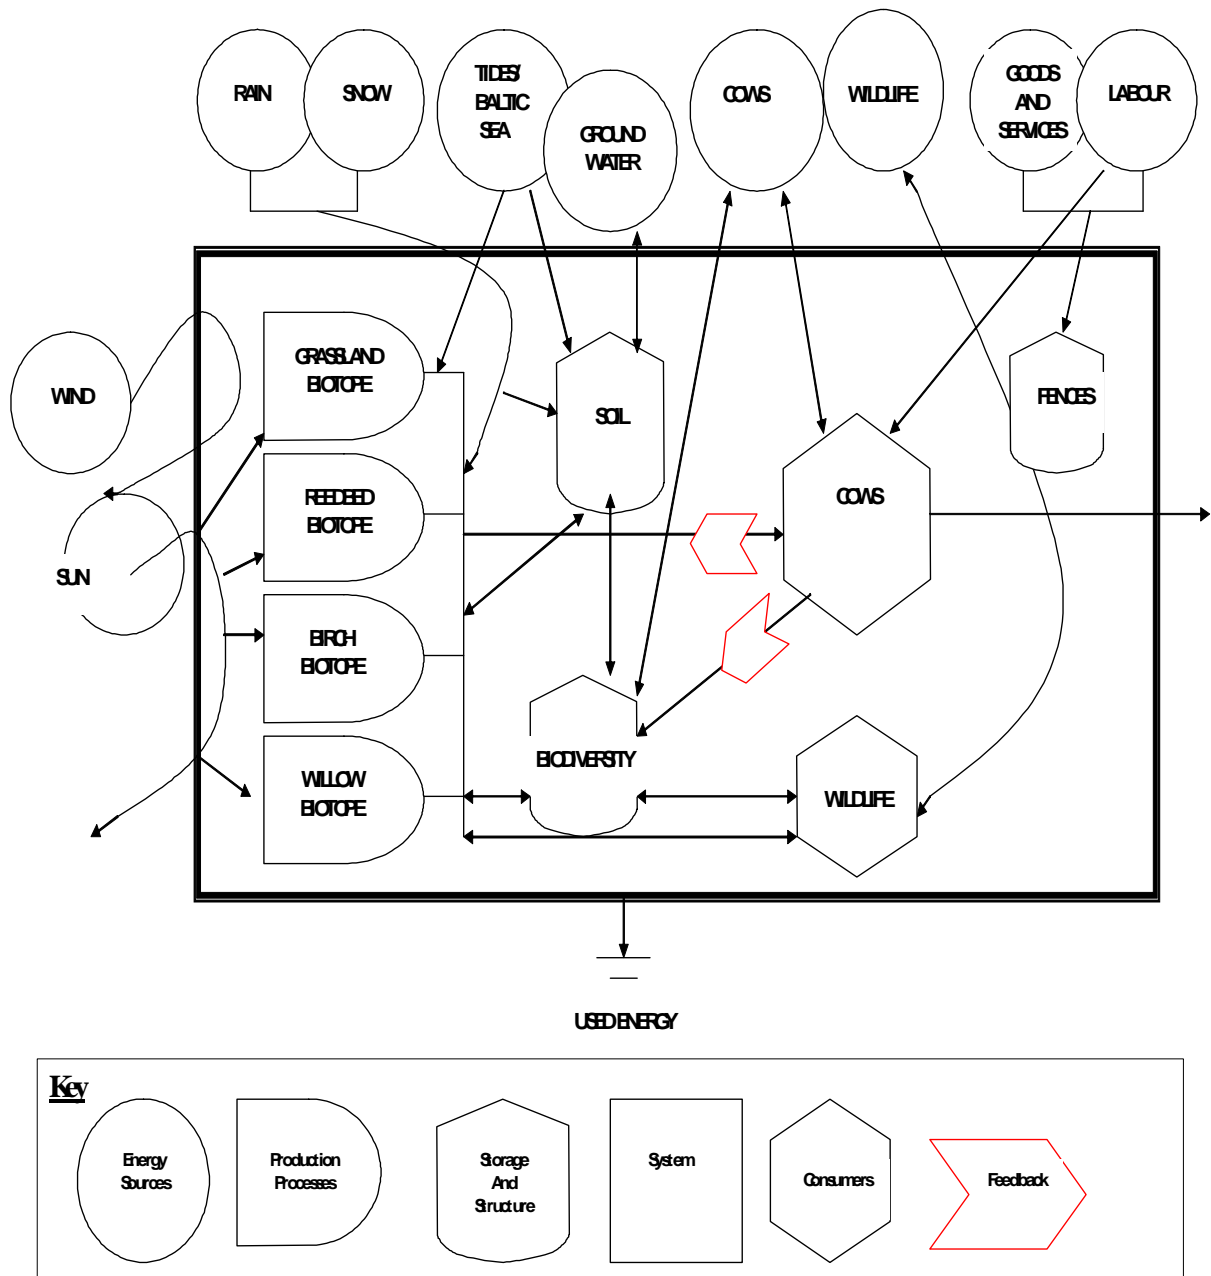 RAIN
SNOW
TIDES/
BALTIC
SEA
GROUND
WATER
COWS
WILDLIFE
GOODS
AND
SERVICES
LABOUR
WIND
SUN
GRASSLAND
BIOTOPE
REEDBED
BIOTOPE
BIRCH
BIOTOPE
WILLOW
BIOTOPE
SOIL
BIODIVERSITY
COWS
WILDLIFE
FENCES
USED ENERGY
Key
Energy
Sources
Production
Processes
Storage
And
Structure
System
Consumers
Feedback